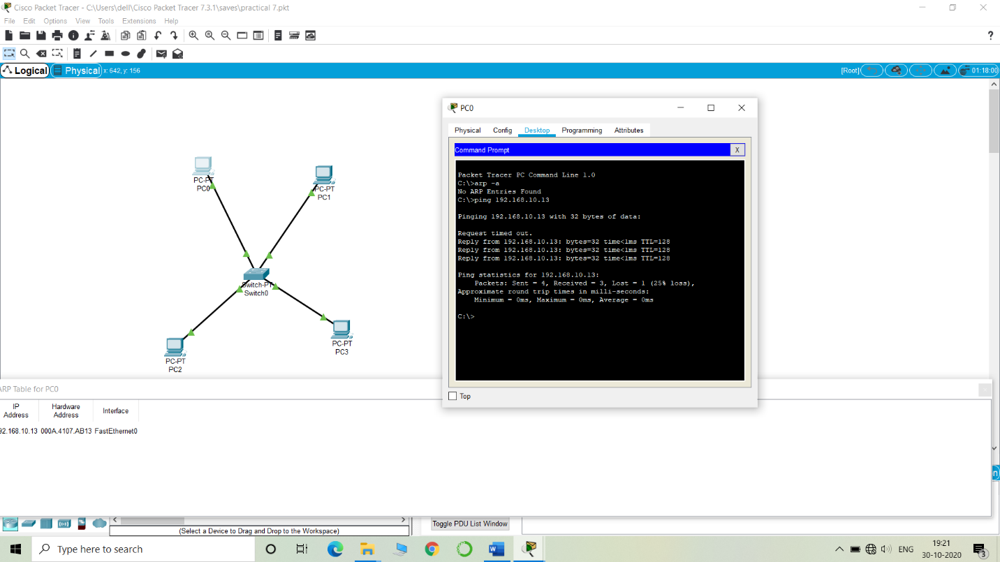 Cisco Packet Tracer - C:\Users\dell\Cisco Packet Tracer 7.3.1\saves\practical 7.pkt
File Edit Options View Tools Extensions Help
?
Logical Physical x: 642, y: 156 [Root] 01:18:00
PC0
Physical Config Desktop Programming Attributes
Command Prompt X
Packet Tracer PC Command Line 1.0
C:\>arp -a
No ARP Entries Found
C:\>ping 192.168.10.13
Pinging 192.168.10.13 with 32 bytes of data:
Request timed out.
Reply from 192.168.10.13: bytes=32 time<1ms TTL=128
Reply from 192.168.10.13: bytes=32 time<1ms TTL=128
Reply from 192.168.10.13: bytes=32 time<1ms TTL=128
Ping statistics for 192.168.10.13:
Packets: Sent = 4, Received = 3, Lost = 1 (25% loss),
Approximate round trip times in milli-seconds:
Minimum = 0ms, Maximum = 0ms, Average = 0ms
C:\>
Top
PC-PT
PC0
PC-PT
PC1
Switch-PT
Switch0
PC-PT
PC3
PC-PT
PC2
ARP Table for PC0
IP Address Hardware Address Interface
92.168.10.13 000A.4107.AB13 FastEthernet0
n
Toggle PDU List Window
(Select a Device to Drag and Drop to the Workspace)
Type here to search
W
ENG
19:21
30-10-2020
3